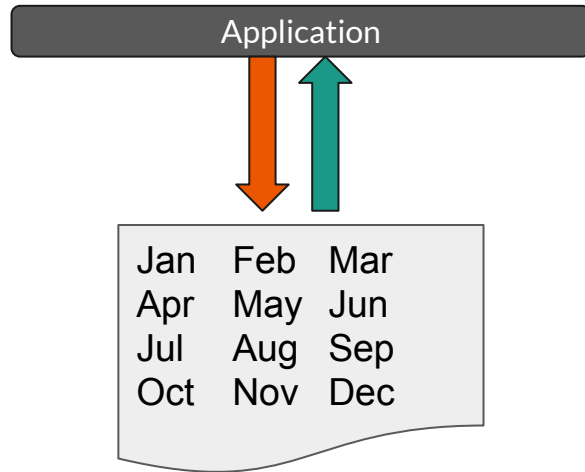 Application
Jan Feb Mar
Apr May Jun
Jul Aug Sep
Oct Nov Dec